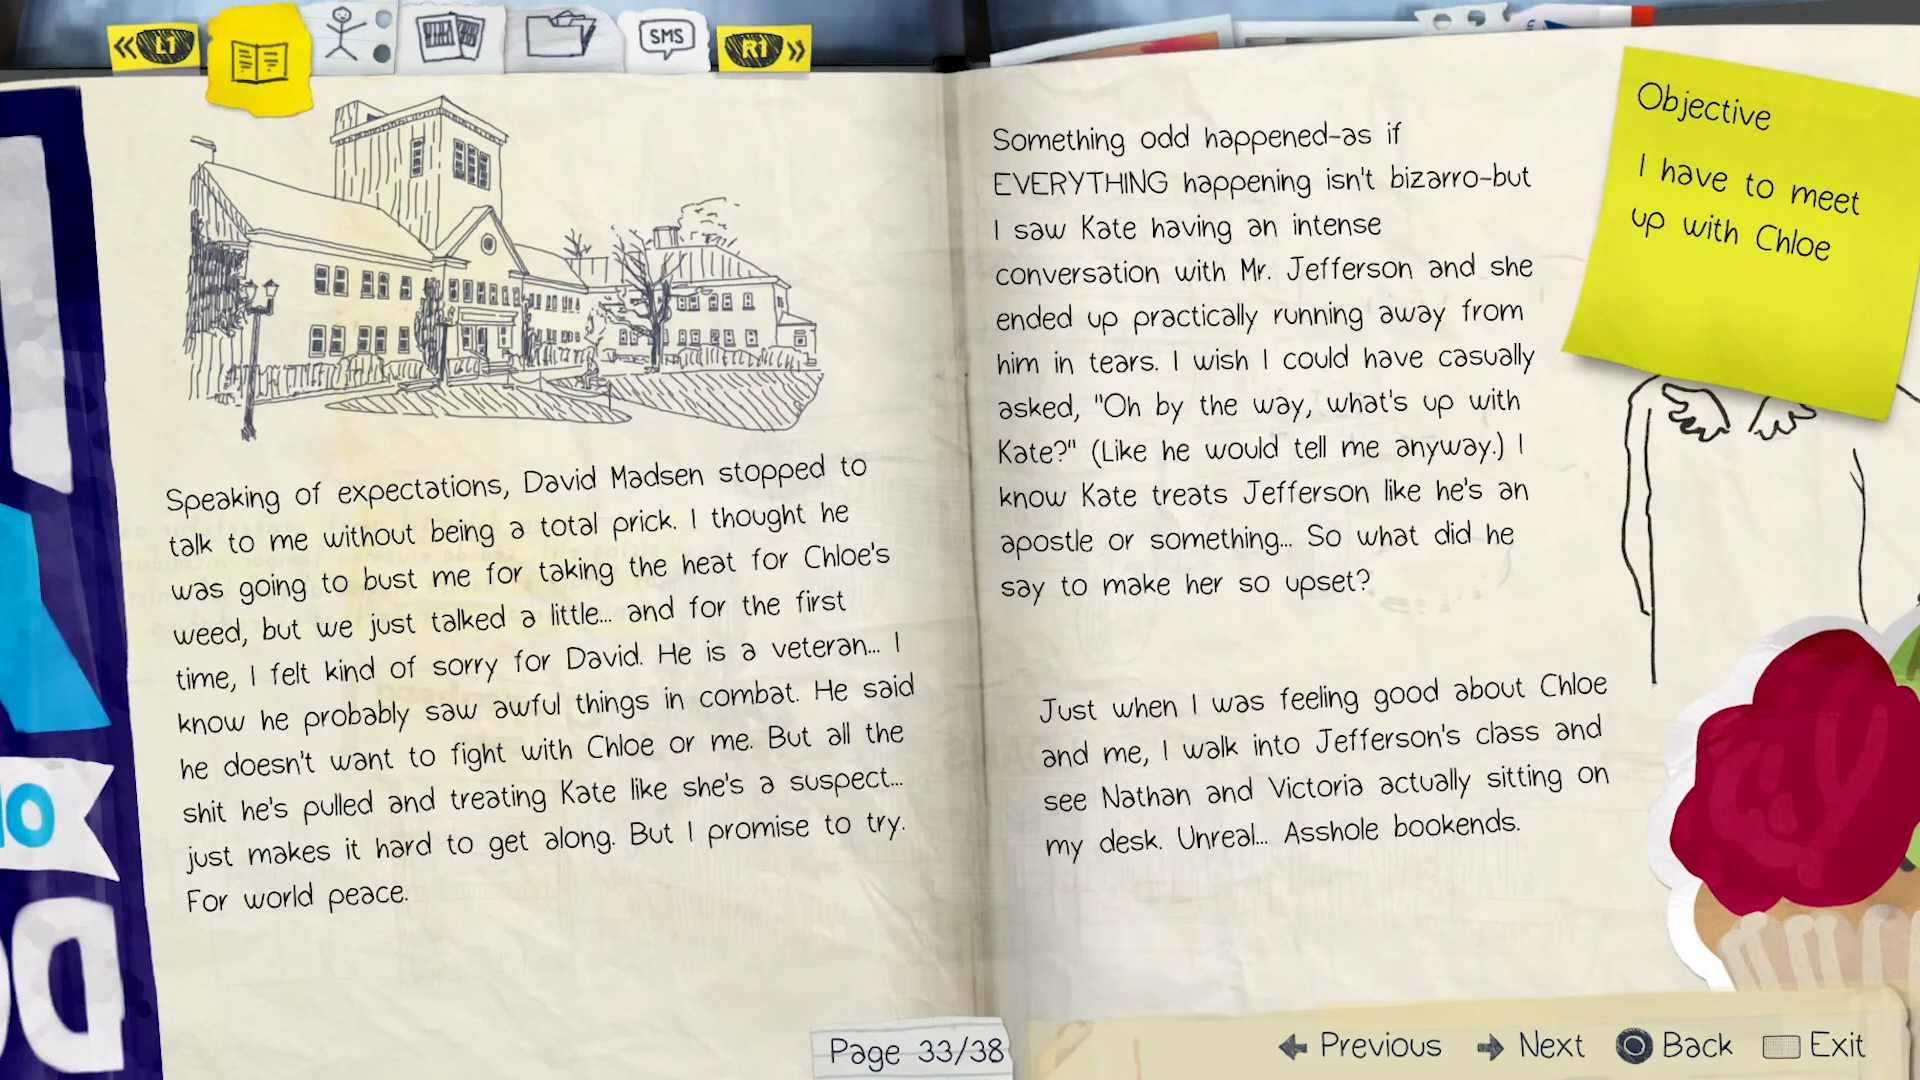 L1
SMS
R1
Speaking of expectations, David Madsen stopped to
talk to me without being a total prick. I thought he
was going to bust me for taking the heat for Chloe's
weed, but we just talked a little... and for the first
time, I felt kind of sorry for David. He is a veteran... I
know he probably saw awful things in combat. He said
he doesn't want to fight with Chloe or me. But all the
shit he's pulled and treating Kate like she's a suspect...
just makes it hard to get along. But I promise to try.
For world peace.
Something odd happened-as if
EVERYTHING happening isn't bizarro-but
I saw Kate having an intense
conversation with Mr. Jefferson and she
ended up practically running away from
him in tears. I wish I could have casually
asked, "Oh by the way, what's up with
Kate?" (Like he would tell me anyway.) I
know Kate treats Jefferson like he's an
apostle or something... So what did he
say to make her so upset?
Just when I was feeling good about Chloe
and me, I walk into Jefferson's class and
see Nathan and Victoria actually sitting on
my desk. Unreal... Asshole bookends.
Objective
I have to meet
up with Chloe
Page 33/38
Previous
Next
Back
Exit